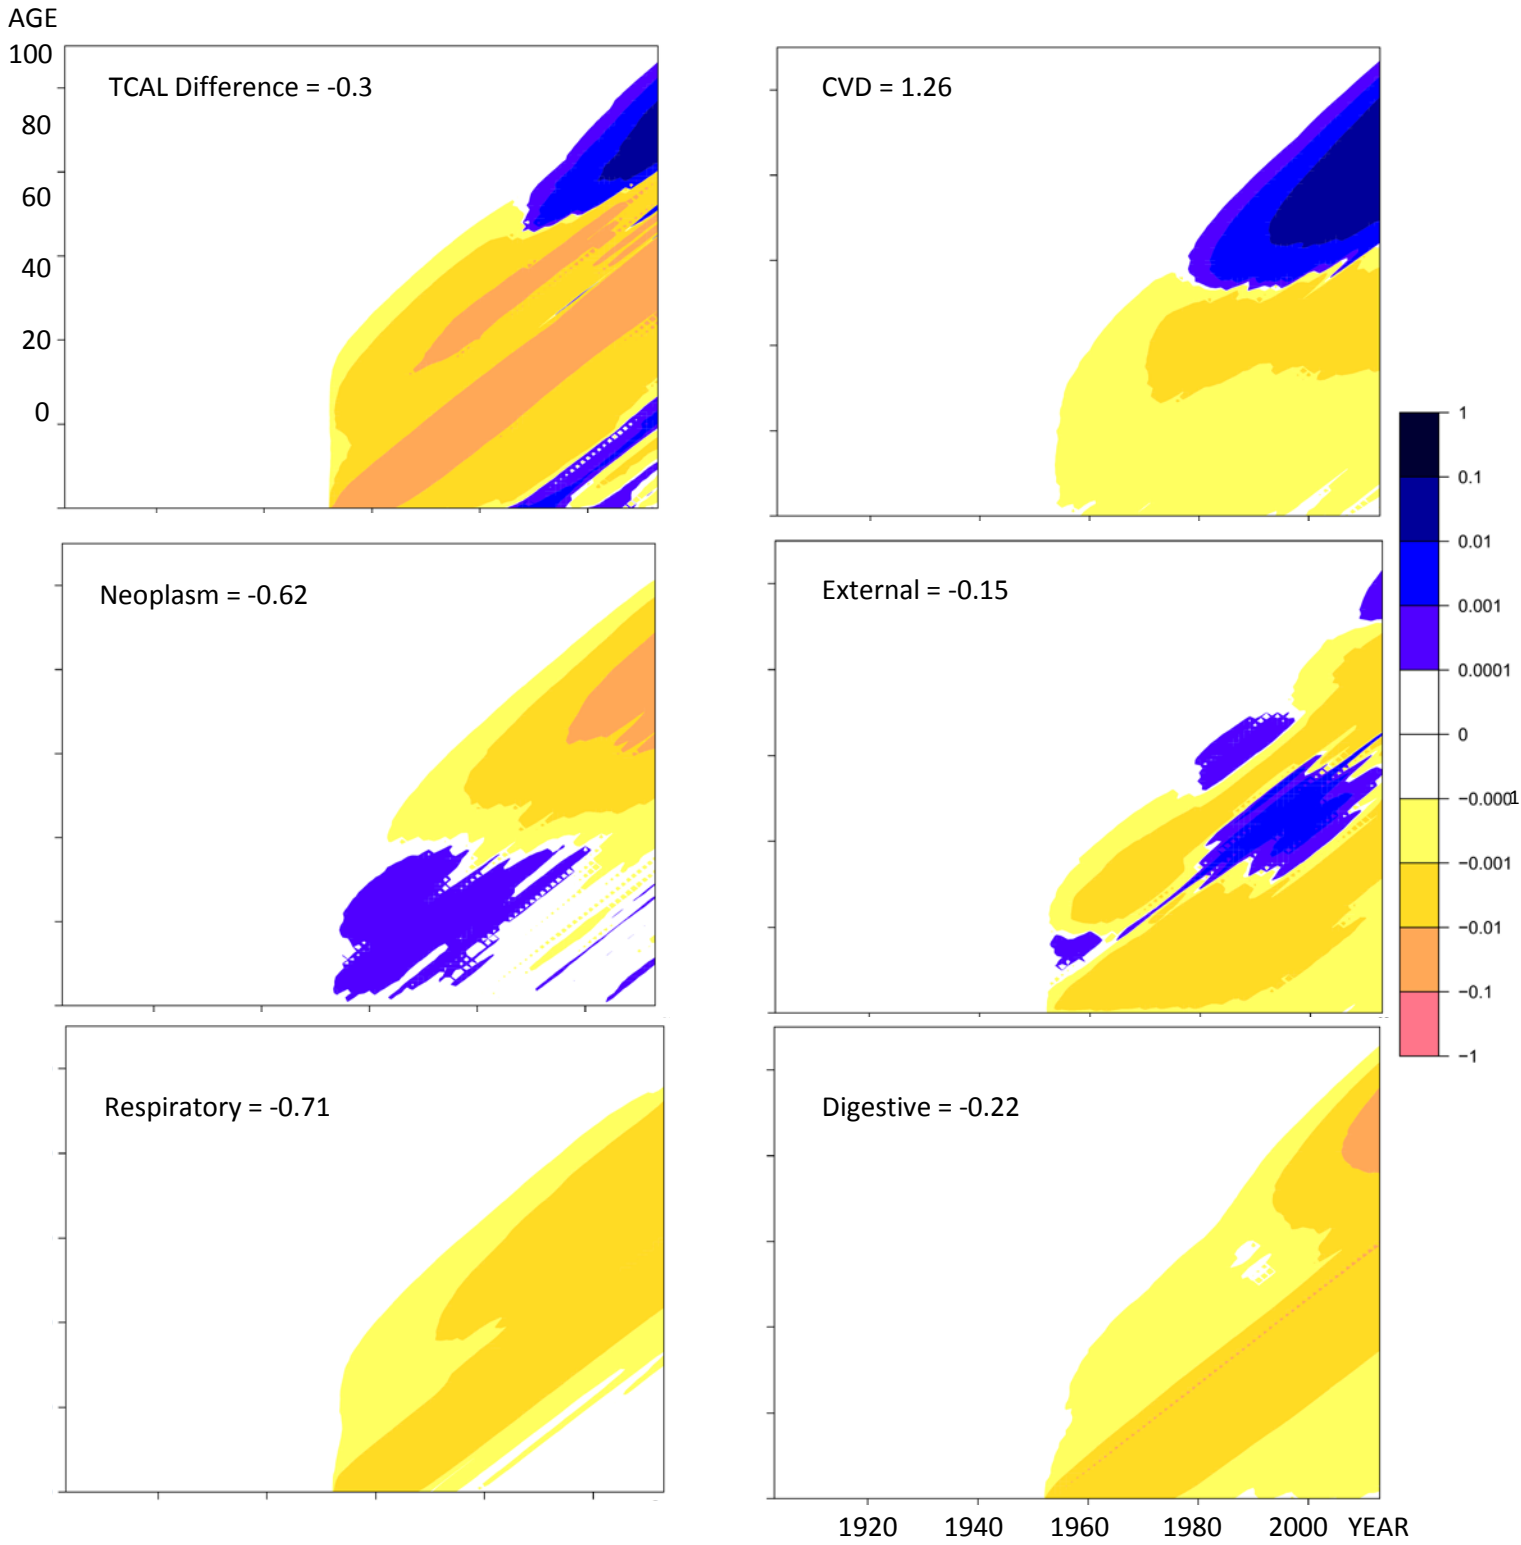 AGE
100
80
60
40
20
0
TCAL Difference = -0.3
CVD = 1.26
Neoplasm = -0.62
External = -0.15
Respiratory = -0.71
Digestive = -0.22
1
0.1
0.01
0.001
0.0001
0
−0.0001
−0.001
−0.01
−0.1
−1
1920 1940 1960 1980 2000 YEAR